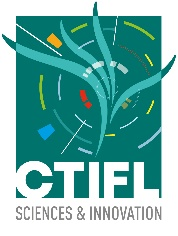 CTIFL
SCIENCES & INNOVATION